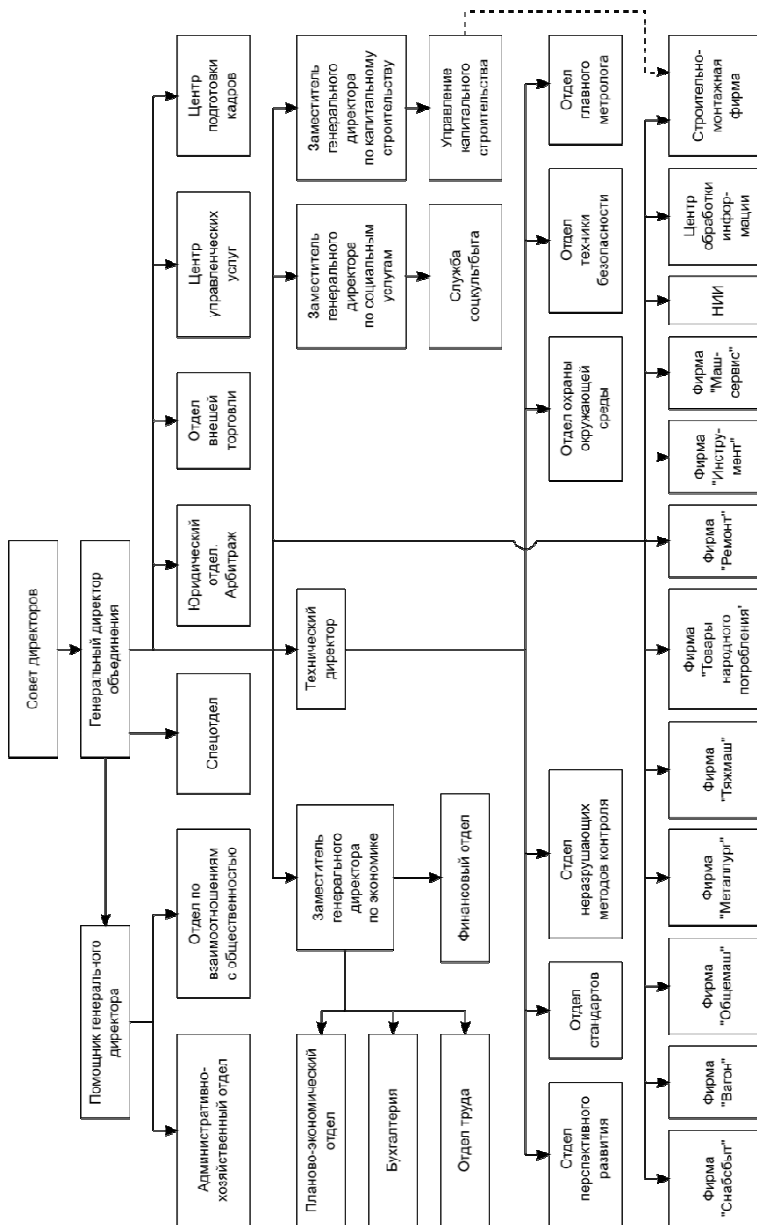 Совет директоров
Генеральный директор
объединения
Помощник генерального
директора
Административно-
хозяйственный отдел
Отдел по
взаимоотношениям
с общественностью
Спецотдел
Юридический
отдел.
Арбитраж
Отдел
внешей
торговли
Центр
управленческих
услуг
Центр
подготовки
кадров
Заместитель
генерального
директора
по экономике
Технический
директор
Заместитель
генерального
директора
по социальным
услугам
Заместитель
генерального
директора
по капитальному
строительству
Планово-экономический
отдел
Бухгалтерия
Отдел труда
Финансовый отдел
Служба
соцкультбыта
Управление
капитального
строительства
Отдел
перспективного
развития
Отдел
стандартов
Отдел
неразрушающих
методов контроля
Отдел охраны
окружающей
среды
Отдел
техники
безопасности
Отдел
главного
метролога
Фирма
"Снабсбыт"
Фирма
"Вагон"
Фирма
"Общемаш"
Фирма
"Металлург"
Фирма
"Тяжмаш"
Фирма
"Товары
народного
потребления"
Фирма
"Ремонт"
Фирма
"Инстру-
мент"
Фирма
"Маш-
сервис"
НИИ
Центр
обработки
инфор-
мации
Строительно-
монтажная
фирма